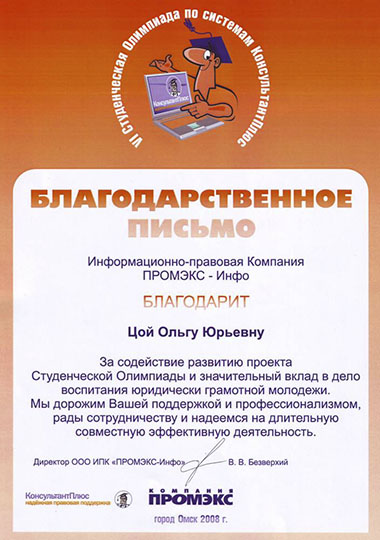 VI Студенческая Олимпиада по системам КонсультантПлюс
КонсультантПлюс
БЛАГОДАРСТВЕННОЕ
ПИСЬМО
Информационно-правовая Компания
ПРОМЭКС - Инфо
БЛАГОДАРИТ
Цой Ольгу Юрьевну
За содействие развитию проекта
Студенческой Олимпиады и значительный вклад в дело
воспитания юридически грамотной молодежи.
Мы дорожим Вашей поддержкой и профессионализмом,
рады сотрудничеству и надеемся на длительную
совместную эффективную деятельность.
Директор ООО ИПК «ПРОМЭКС-Инфо» В. В. Безверхий
КонсультантПлюс
надёжная правовая поддержка
КОМПАНИЯ
ПРОМЭКС
город Омск 2008 г.